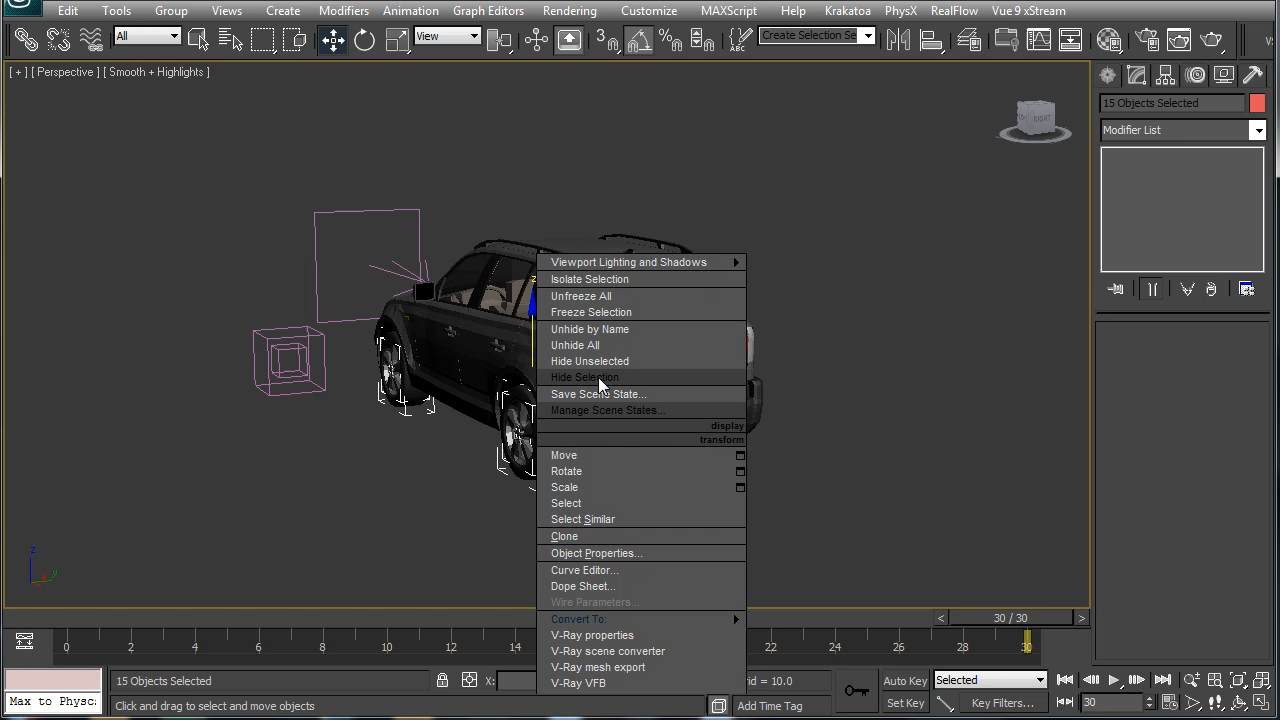 Edit Tools Group Views Create Modifiers Animation Graph Editors Rendering Customize MAXScript Help Krakatoa PhysX RealFlow Vue 9 xStream
All View 3 Create Selection Se
[ + ] [ Perspective ] [ Smooth + Highlights ]
15 Objects Selected
Modifier List
RIGHT
Viewport Lighting and Shadows
Isolate Selection
Unfreeze All
Freeze Selection
Unhide by Name
Unhide All
Hide Unselected
Hide Selection
Save Scene State...
Manage Scene States...
display
transform
Move
Rotate
Scale
Select
Select Similar
Clone
Object Properties...
Curve Editor...
Dope Sheet...
Wire Parameters...
Convert To:
V-Ray properties
V-Ray scene converter
V-Ray mesh export
V-Ray VFB
z
z
y
< 30 / 30 >
0 2 4 6 8 10 12 14 22 24 26 28 30
15 Objects Selected X: rid = 10.0 Auto Key Selected
Max to Physc Click and drag to select and move objects Add Time Tag Set Key Key Filters... 30